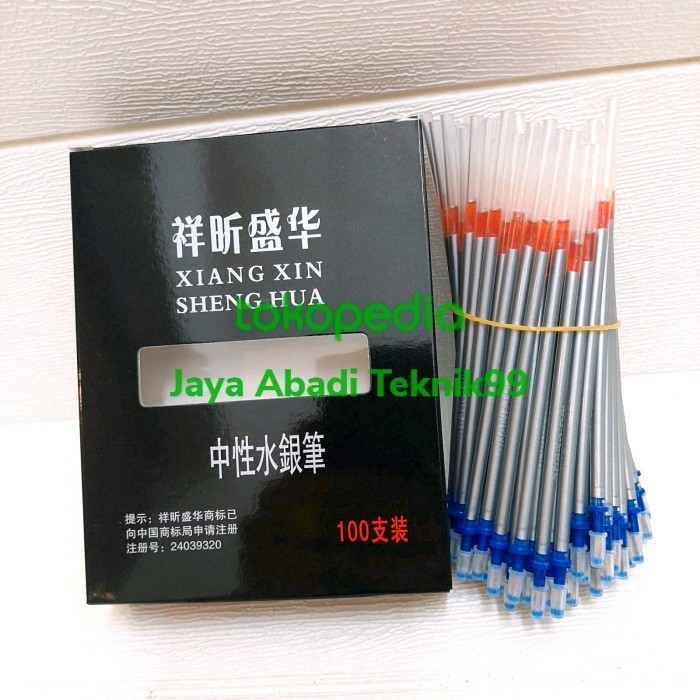 祥昕盛华
XIANG XIN
SHENG HUA
tokopedia
Jaya Abadi Teknik99
中性水銀筆
提示：祥昕盛华商标已
向中国商标局申请注册
注册号：24039320
100支装